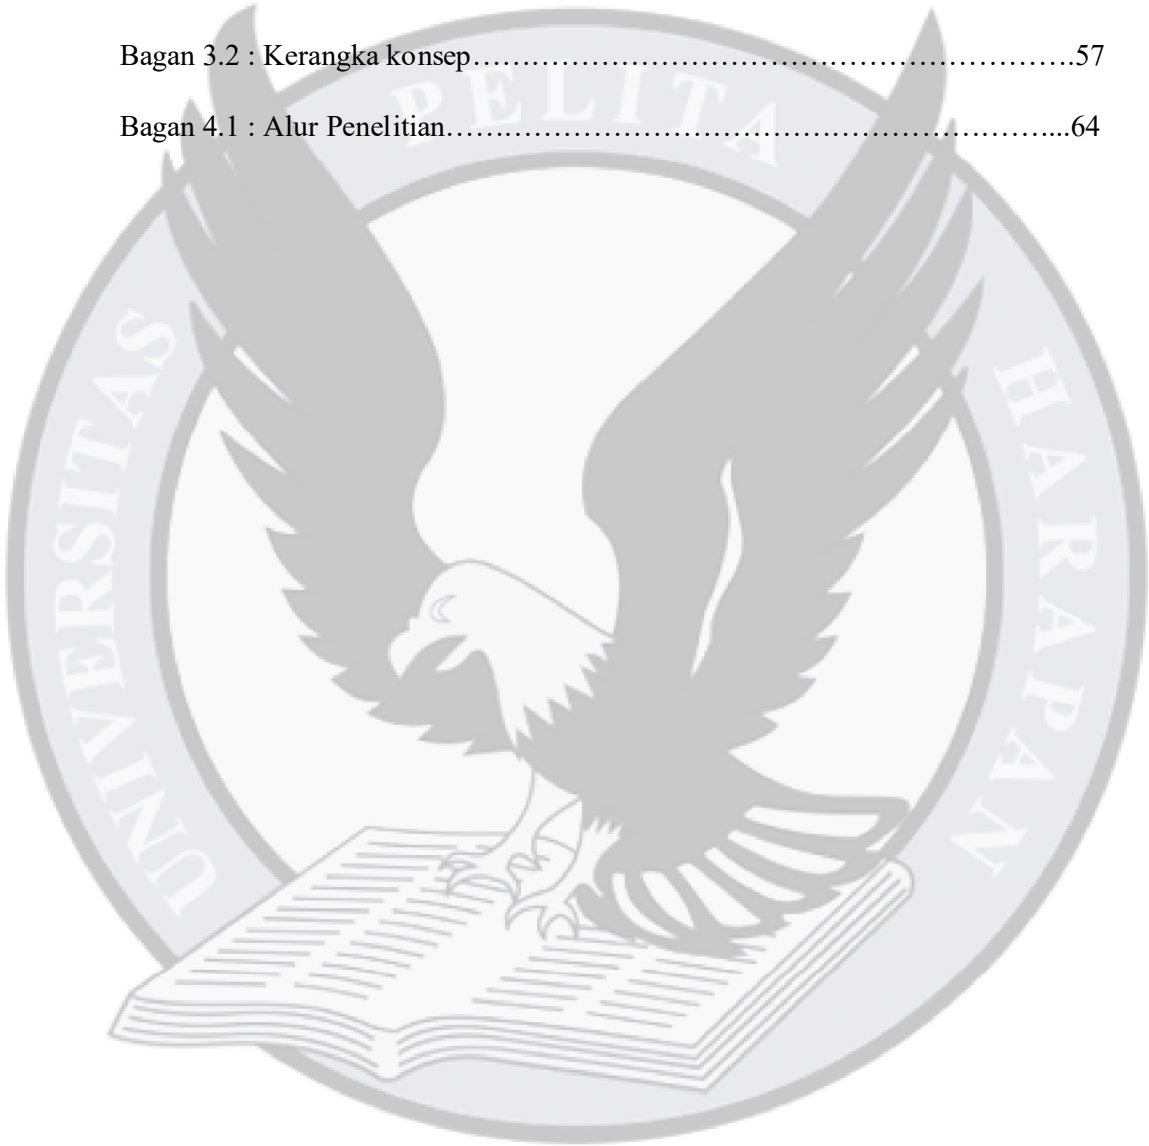 Bagan 3.2 : Kerangka konsep…………………………………………………….57
Bagan 4.1 : Alur Penelitian……………………………………………………...64
UNIVERSITAS PELITA HARAPAN